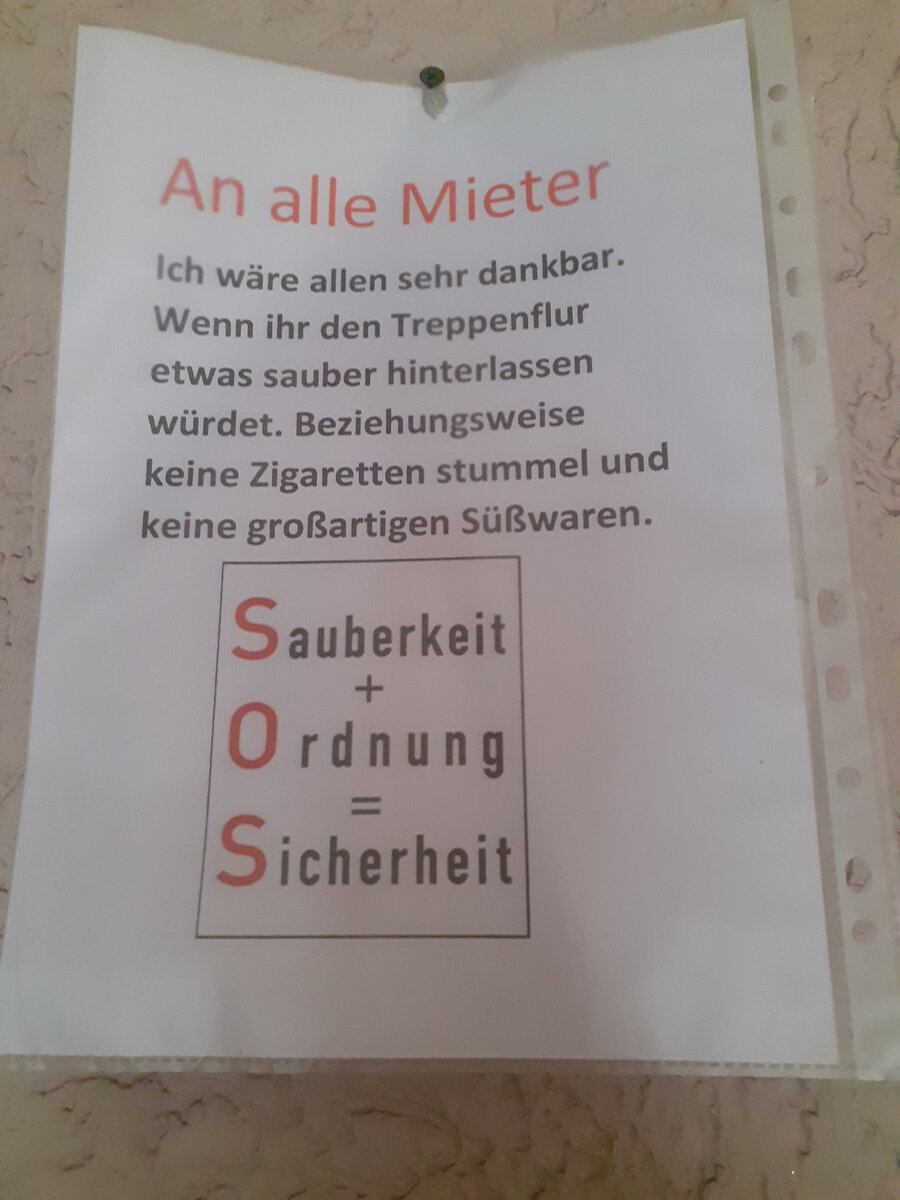 An alle Mieter
Ich wäre allen sehr dankbar.
Wenn ihr den Treppenflur
etwas sauber hinterlassen
würdet. Beziehungsweise
keine Zigaretten stummel und
keine großartigen Süßwaren.
Sauberkeit
+
Ordnung
=
Sicherheit